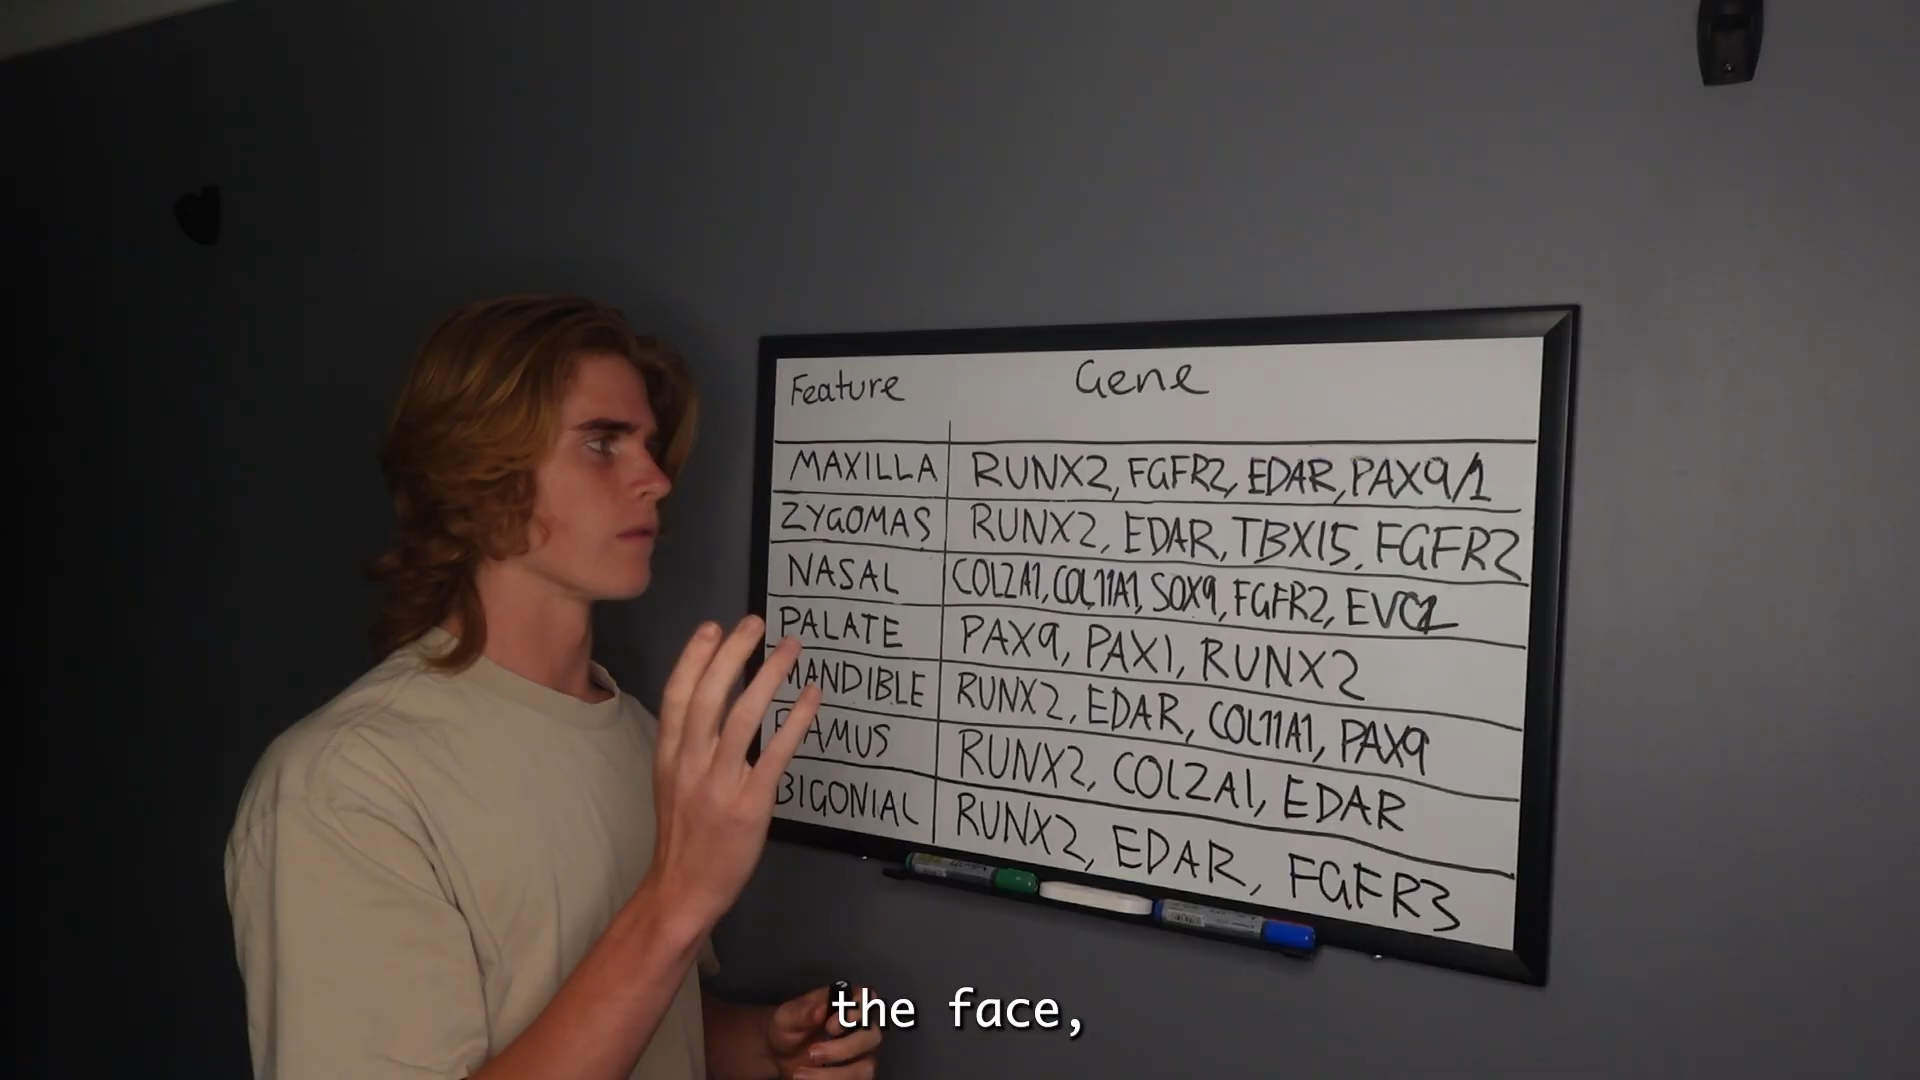 Feature Gene
MAXILLA RUNX2, FGFR2, EDAR, PAX9/1
ZYGOMAS RUNX2, EDAR, TBX15, FGFR2
NASAL COL2A1, COL11A1, SOX9, FGFR2, EVC2
PALATE PAX9, PAX1, RUNX2
MANDIBLE RUNX2, EDAR, COL11A1, PAX9
RAMUS RUNX2, COL2A1, EDAR
BIGONIAL RUNX2, EDAR, FGFR3
the face,